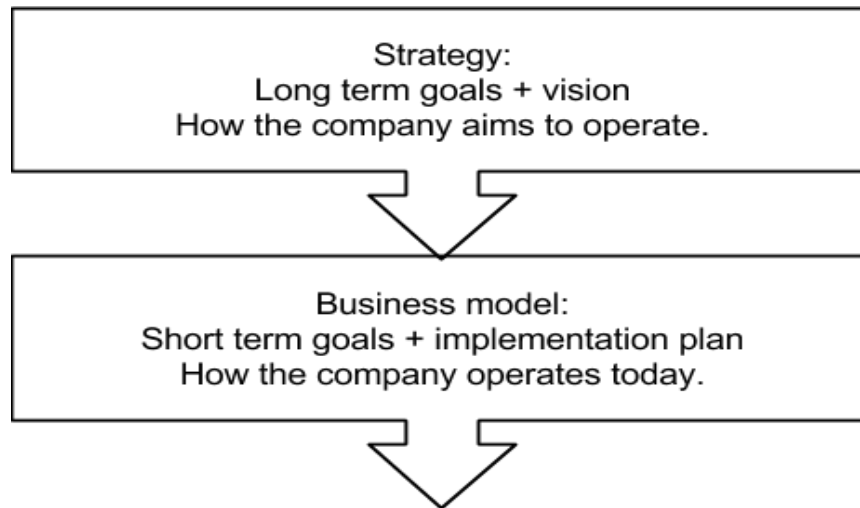 Strategy:
Long term goals + vision
How the company aims to operate.
Business model:
Short term goals + implementation plan
How the company operates today.